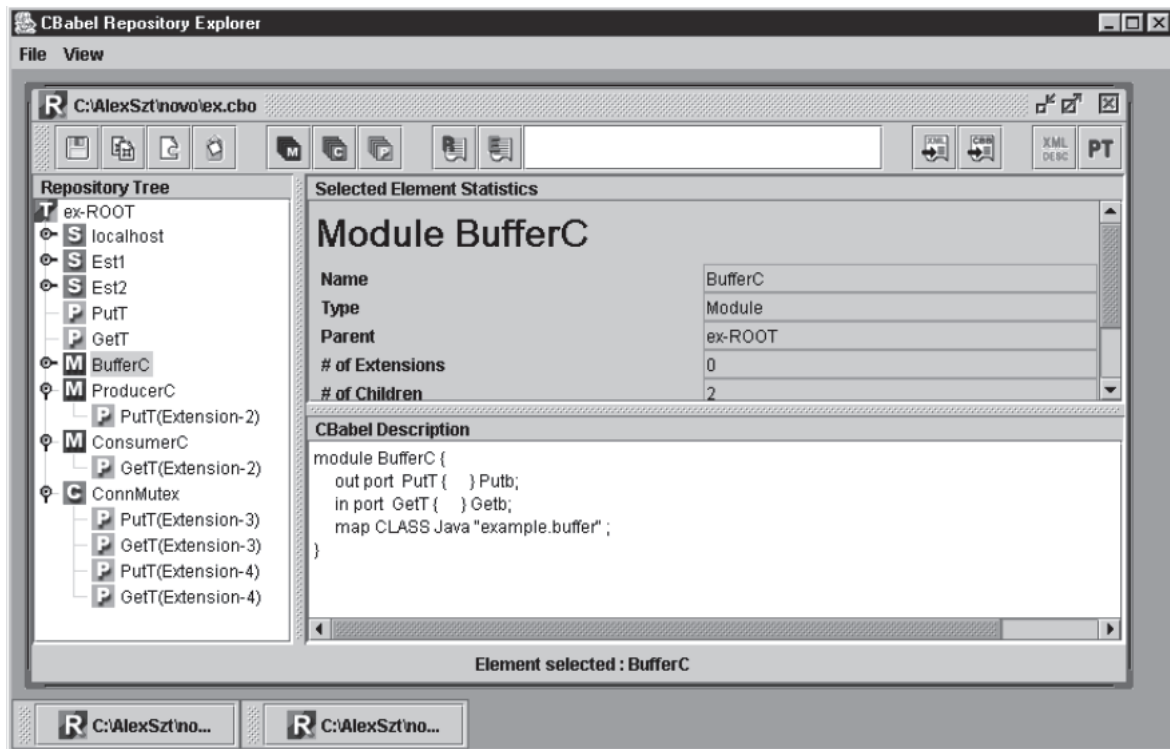 CBabel Repository Explorer
File View
R C:\AlexSzt\novo\ex.cbo
M C P R E XML CBB XML DESC PT
Repository Tree
T ex-ROOT
S localhost
S Est1
S Est2
P PutT
P GetT
M BufferC
M ProducerC
P PutT(Extension-2)
M ConsumerC
P GetT(Extension-2)
C ConnMutex
P PutT(Extension-3)
P GetT(Extension-3)
P PutT(Extension-4)
P GetT(Extension-4)
Selected Element Statistics
Module BufferC
Name BufferC
Type Module
Parent ex-ROOT
# of Extensions 0
# of Children 2
CBabel Description
module BufferC {
out port PutT { } Putb;
in port GetT { } Getb;
map CLASS Java "example.buffer" ;
}
Element selected : BufferC
R C:\AlexSzt\no... R C:\AlexSzt\no...